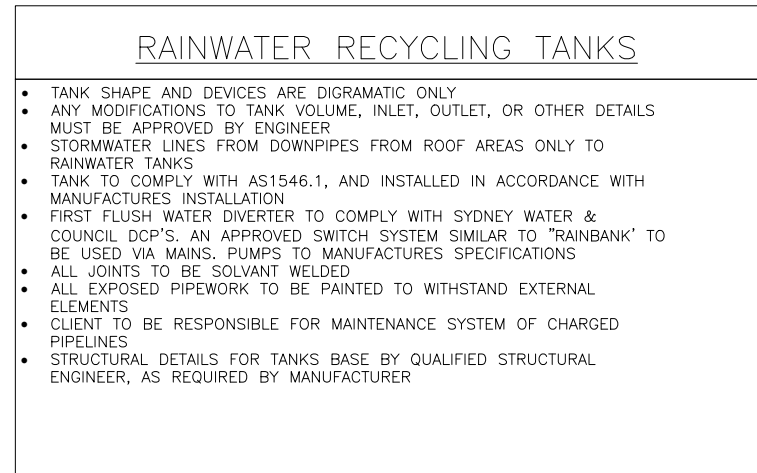 RAINWATER RECYCLING TANKS
• TANK SHAPE AND DEVICES ARE DIGRAMATIC ONLY
• ANY MODIFICATIONS TO TANK VOLUME, INLET, OUTLET, OR OTHER DETAILS
MUST BE APPROVED BY ENGINEER
• STORMWATER LINES FROM DOWNPIPES FROM ROOF AREAS ONLY TO
RAINWATER TANKS
• TANK TO COMPLY WITH AS1546.1, AND INSTALLED IN ACCORDANCE WITH
MANUFACTURES INSTALLATION
• FIRST FLUSH WATER DIVERTER TO COMPLY WITH SYDNEY WATER &
COUNCIL DCP'S. AN APPROVED SWITCH SYSTEM SIMILAR TO "RAINBANK' TO
BE USED VIA MAINS. PUMPS TO MANUFACTURES SPECIFICATIONS
• ALL JOINTS TO BE SOLVANT WELDED
• ALL EXPOSED PIPEWORK TO BE PAINTED TO WITHSTAND EXTERNAL
ELEMENTS
• CLIENT TO BE RESPONSIBLE FOR MAINTENANCE SYSTEM OF CHARGED
PIPELINES
• STRUCTURAL DETAILS FOR TANKS BASE BY QUALIFIED STRUCTURAL
ENGINEER, AS REQUIRED BY MANUFACTURER